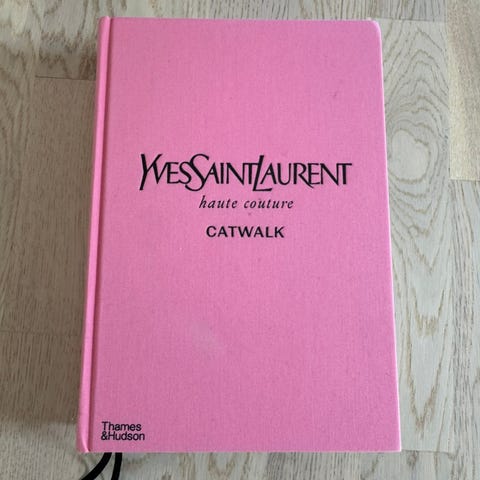 YVESSAINTLAURENT
haute couture
CATWALK
Thames
&Hudson